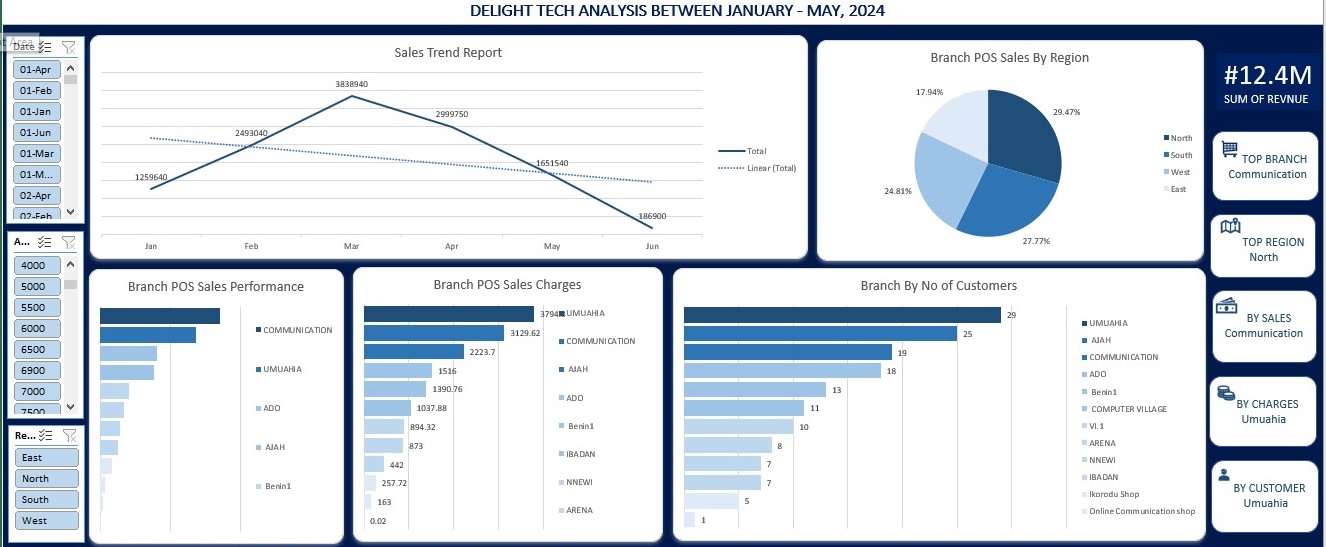 DELIGHT TECH ANALYSIS BETWEEN JANUARY - MAY, 2024
Date
01-Apr
01-Feb
01-Jan
01-Jun
01-Mar
01-M...
02-Apr
02-Feb
A...
4000
5000
5500
6000
6500
6900
7000
7500
Re...
East
North
South
West
Sales Trend Report
1259640
2493040
3838940
2999750
1651540
186900
Jan
Feb
Mar
Apr
May
Jun
Total
Linear (Total)
Branch POS Sales By Region
17.94%
29.47%
24.81%
27.77%
North
South
West
East
#12.4M
SUM OF REVNUE
TOP BRANCH
Communication
TOP REGION
North
BY SALES
Communication
BY CHARGES
Umuahia
BY CUSTOMER
Umuahia
Branch POS Sales Performance
COMMUNICATION
UMUAHIA
ADO
AJAH
Benin1
Branch POS Sales Charges
3129.62
2223.7
1516
1390.76
1037.88
894.32
873
442
257.72
163
0.02
UMUAHIA
COMMUNICATION
AJAH
ADO
Benin1
IBADAN
NNEWI
ARENA
Branch By No of Customers
29
25
19
18
13
11
10
8
7
7
5
1
UMUAHIA
AJAH
COMMUNICATION
ADO
Benin1
COMPUTER VILLAGE
VI.1
ARENA
NNEWI
IBADAN
Ikorodu Shop
Online Communication shop